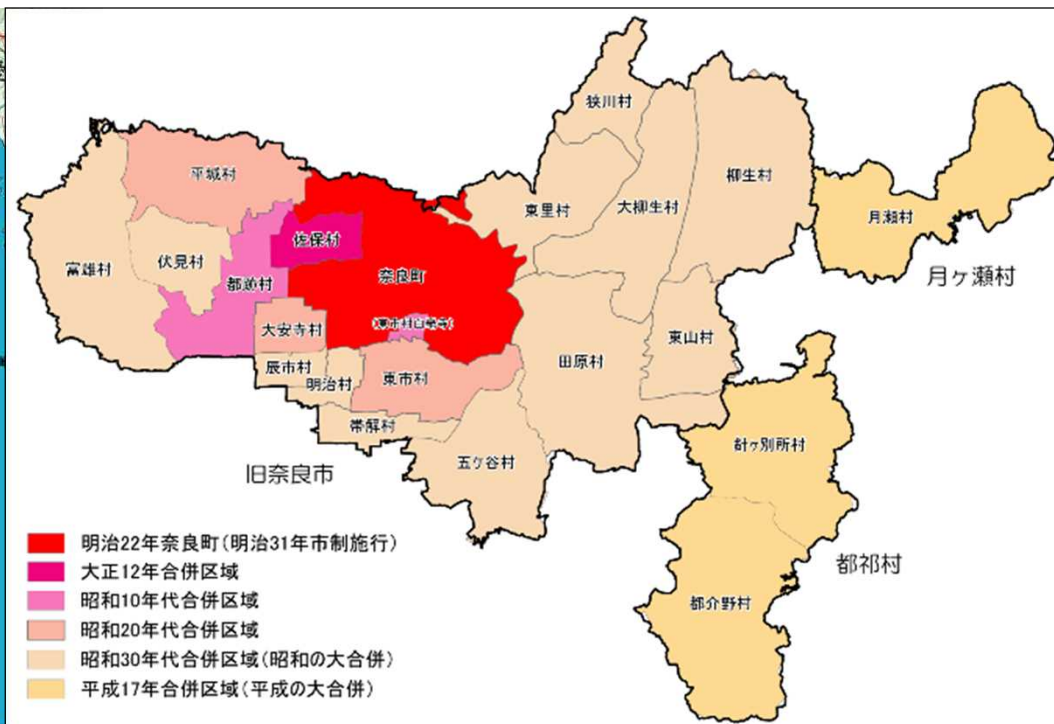 狭川村
柳生村
平城村
東里村
大柳生村
月瀬村
佐保村
伏見村
富雄村
都跡村
奈良町
月ヶ瀬村
(東市村白毫寺)
大安寺村
東山村
田原村
辰市村
東市村
明治村
帯解村
針ヶ別所村
五ケ谷村
旧奈良市
都祁村
都介野村
明治22年奈良町(明治31年市制施行)
大正12年合併区域
昭和10年代合併区域
昭和20年代合併区域
昭和30年代合併区域(昭和の大合併)
平成17年合併区域(平成の大合併)